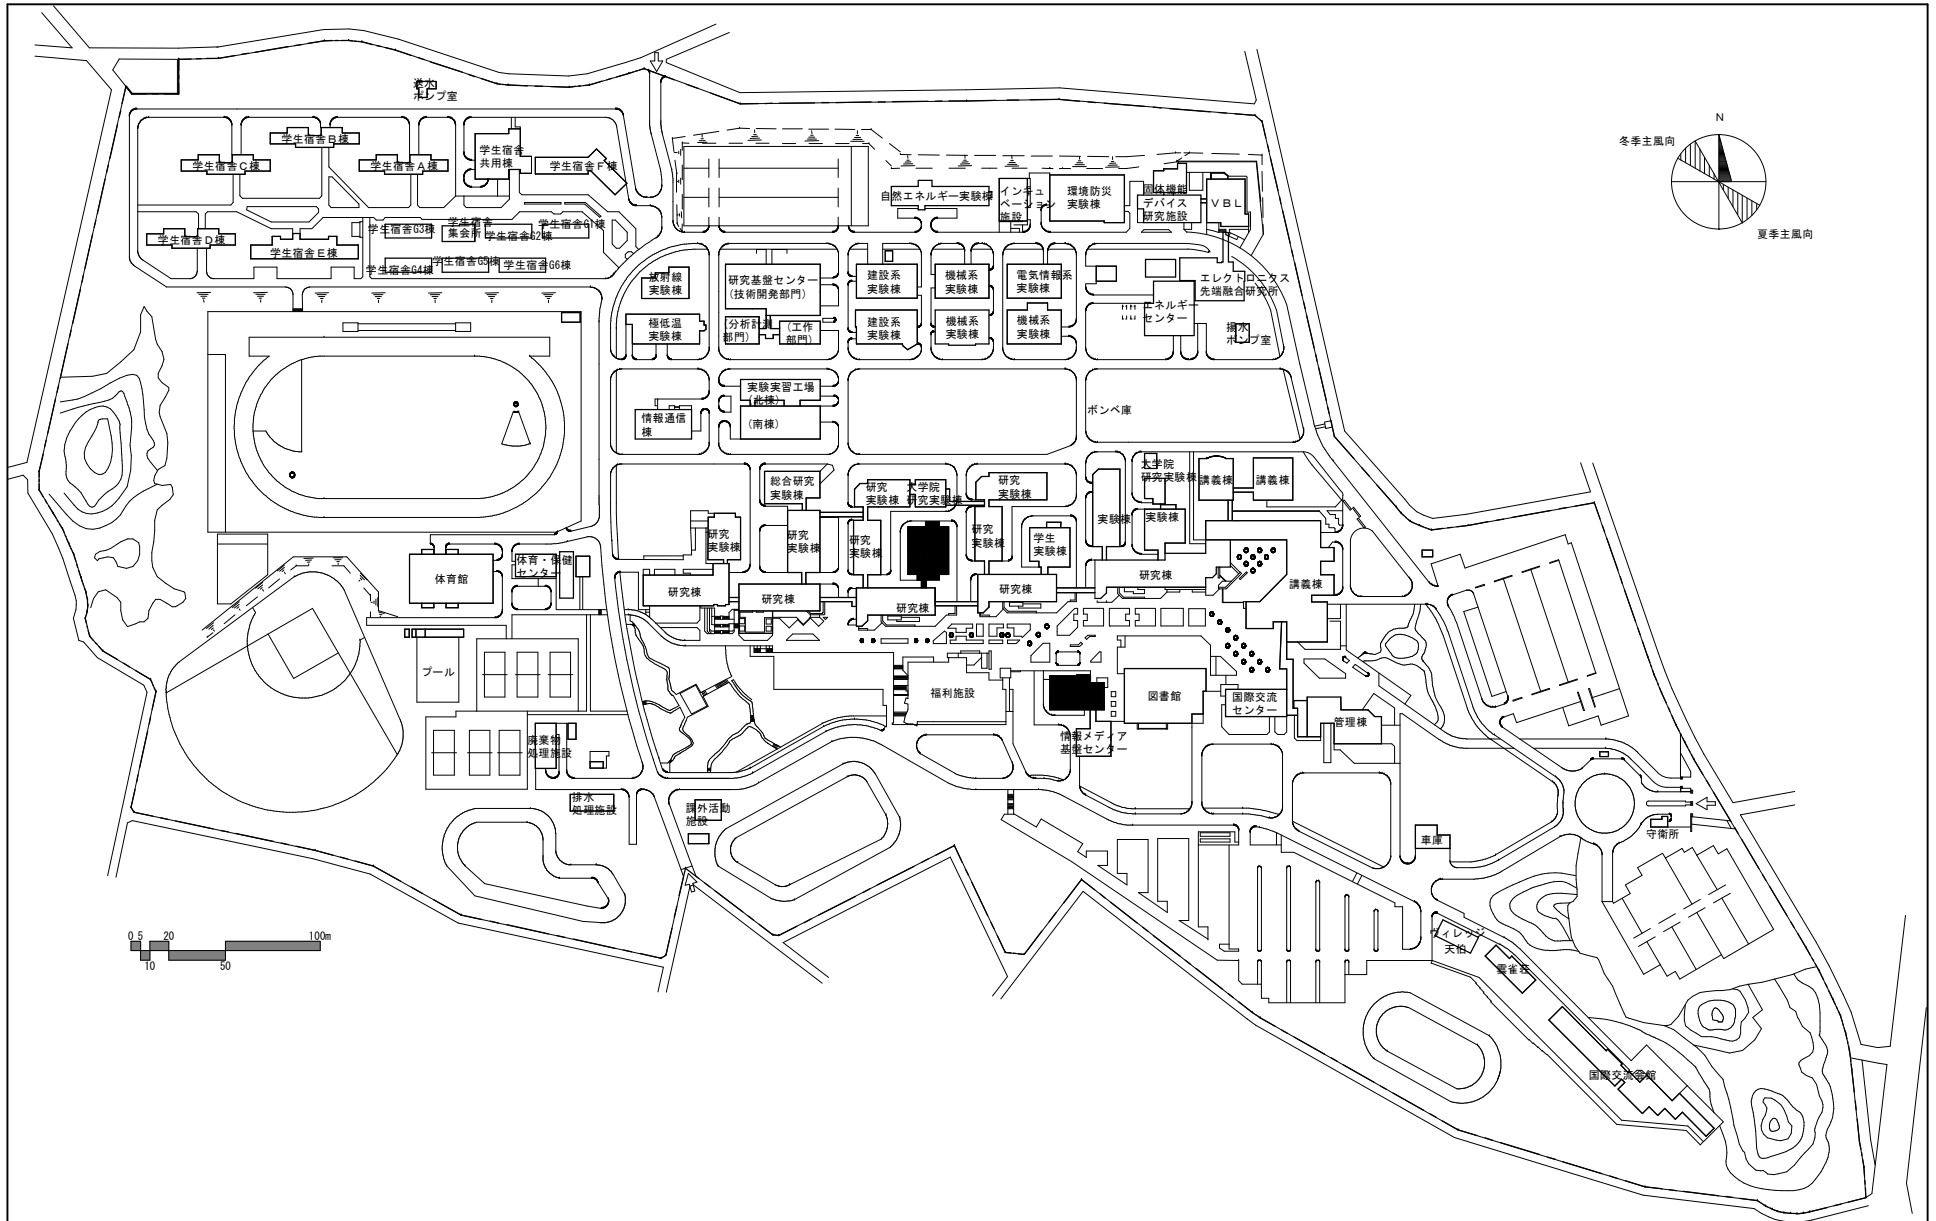 送水
ポンプ室
学生宿舎B棟
学生宿舎C棟
学生宿舎A棟
学生宿舎
共用棟
学生宿舎F棟
学生宿舎D棟
学生宿舎E棟
学生宿舎G3棟
学生宿舎
集会所
学生宿舎G2棟
学生宿舎G1棟
学生宿舎G4棟
学生宿舎G5棟
学生宿舎G6棟
自然エネルギー実験棟
インキュ
ベーション
施設
環境防災
実験棟
固体機能
デバイス
研究施設
VBL
N
冬季主風向
夏季主風向
放射線
実験棟
研究基盤センター
(技術開発部門)
建設系
実験棟
機械系
実験棟
電気情報系
実験棟
エレクトロニクス
先端融合研究所
エネルギー
センター
揚水
ポンプ室
極低温
実験棟
(分析計測
部門)
(工作
部門)
建設系
実験棟
機械系
実験棟
機械系
実験棟
実験実習工場
(北棟)
(南棟)
情報通信
棟
ボンベ庫
総合研究
実験棟
研究
実験棟
大学院
研究実験棟
研究
実験棟
大学院
研究実験棟
講義棟
講義棟
研究
実験棟
研究
実験棟
研究
実験棟
研究
実験棟
学生
実験棟
実験棟
実験棟
体育館
体育・保健
センター
研究棟
研究棟
研究棟
研究棟
研究棟
講義棟
プール
福利施設
図書館
国際交流
センター
管理棟
情報メディア
基盤センター
廃棄物
処理施設
排水
処理施設
課外活動
施設
車庫
守衛所
ヴィレッジ
天伯
雲雀荘
国際交流会館
0 5 20 100m
10 50